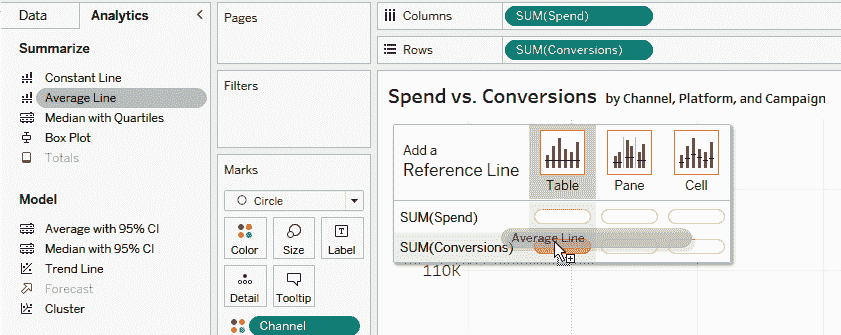 Data
Analytics
Summarize
Constant Line
Average Line
Median with Quartiles
Box Plot
Totals
Model
Average with 95% CI
Median with 95% CI
Trend Line
Forecast
Cluster
Pages
Filters
Marks
Circle
Color
Size
Label
Detail
Tooltip
Channel
Columns
SUM(Spend)
Rows
SUM(Conversions)
Spend vs. Conversions by Channel, Platform, and Campaign
Add a
Reference Line
Table
Pane
Cell
SUM(Spend)
Average Line
SUM(Conversions)
110K